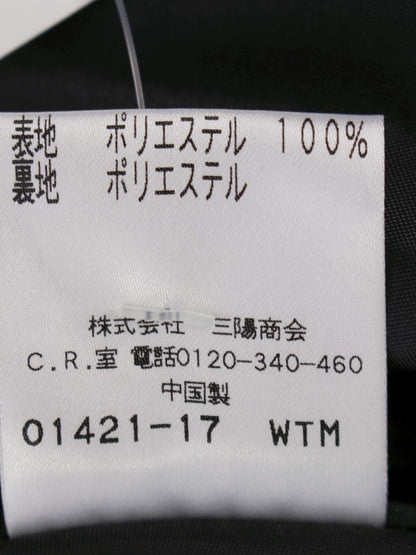 表地 ポリエステル 100%
裏地 ポリエステル
株式会社 三陽商会
C.R.室 電話0120-340-460
中国製
01421-17 WTM